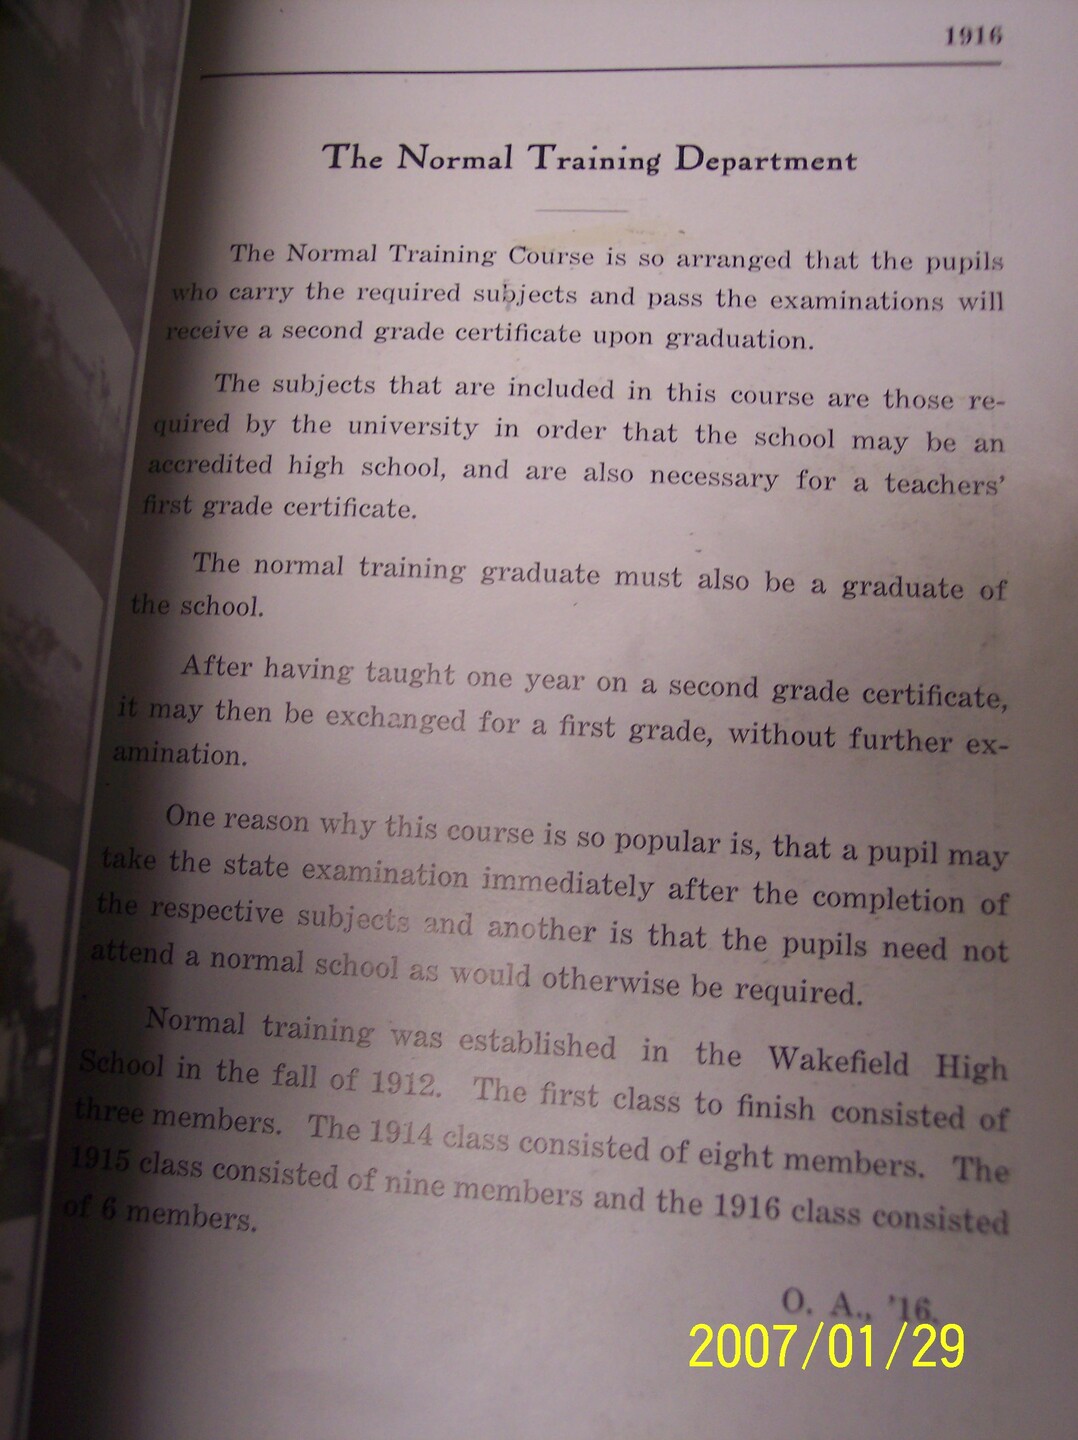 1916
The Normal Training Department
The Normal Training Course is so arranged that the pupils
who carry the required subjects and pass the examinations will
receive a second grade certificate upon graduation.
The subjects that are included in this course are those re-
quired by the university in order that the school may be an
accredited high school, and are also necessary for a teachers'
first grade certificate.
The normal training graduate must also be a graduate of
the school.
After having taught one year on a second grade certificate,
it may then be exchanged for a first grade, without further ex-
amination.
One reason why this course is so popular is, that a pupil may
take the state examination immediately after the completion of
the respective subjects and another is that the pupils need not
attend a normal school as would otherwise be required.
Normal training was established in the Wakefield High
School in the fall of 1912. The first class to finish consisted of
three members. The 1914 class consisted of eight members. The
1915 class consisted of nine members and the 1916 class consisted
of 6 members.
O. A., '16.
2007/01/29